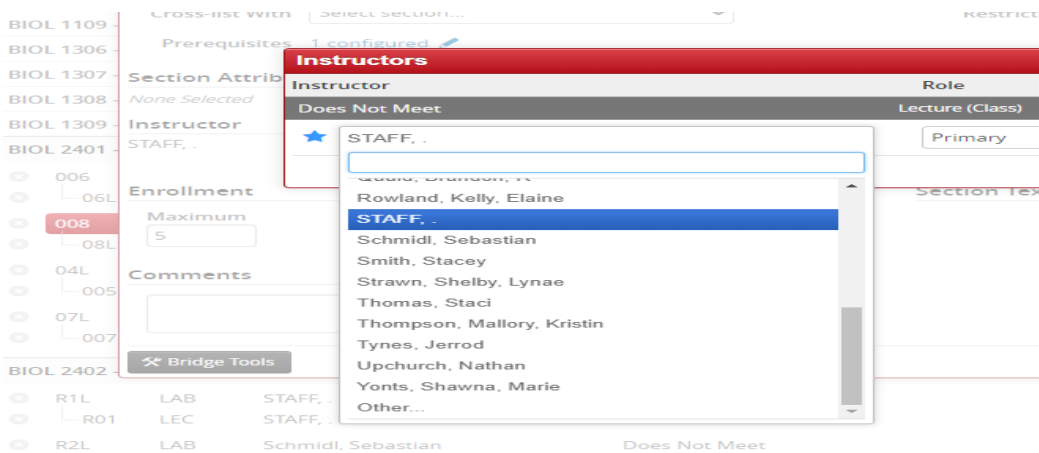 BIOL 1109 -
Cross-list With Select section...
Restrict
BIOL 1306 -
Prerequisites 1 configured
BIOL 1307 -
BIOL 1308 -
BIOL 1309 -
BIOL 2401 -
Section Attrib
None Selected
Instructor
STAFF, .
Instructors
Instructor Role
Does Not Meet Lecture (Class)
STAFF, . Primary
Quaid, Brandon, R
Rowland, Kelly, Elaine
STAFF, .
Schmidl, Sebastian
Smith, Stacey
Strawn, Shelby, Lynae
Thomas, Staci
Thompson, Mallory, Kristin
Tynes, Jerrod
Upchurch, Nathan
Yonts, Shawna, Marie
Other...
006
06L
008
08L
04L
005
07L
007
Enrollment
Section Tex
Maximum
5
Comments
Bridge Tools
BIOL 2402 -
R1L LAB STAFF, .
R01 LEC STAFF, .
R2L LAB Schmidl, Sebastian Does Not Meet